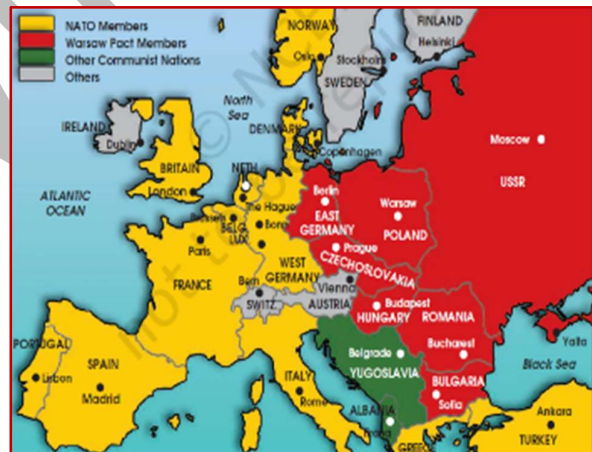 NATO Members
Warsaw Pact Members
Other Communist Nations
Others
NORWAY
Oslo
FINLAND
Helsinki
Stockholm
SWEDEN
North
Sea
DENMARK
Copenhagen
IRELAND
Dublin
BRITAIN
London
NETH
The Hague
Moscow
USSR
ATLANTIC
OCEAN
Berlin
EAST
GERMANY
Warsaw
POLAND
BELG
LUX
Bonn
Paris
FRANCE
WEST
GERMANY
Prague
CZECHOSLOVAKIA
Bern
SWITZ
Vienna
AUSTRIA
Budapest
HUNGARY
ROMANIA
Bucharest
Yalta
Black Sea
Belgrade
YUGOSLAVIA
BULGARIA
Sofia
PORTUGAL
Lisbon
SPAIN
Madrid
ITALY
Rome
ALBANIA
Ankara
TURKEY